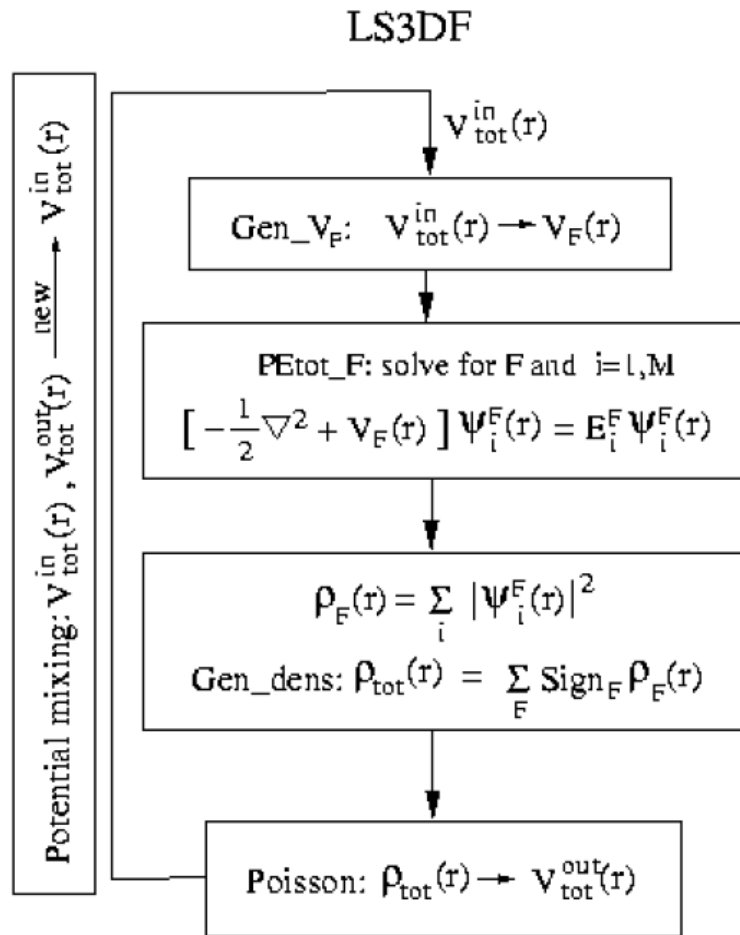 LS3DF
V_tot^in(r)
Gen_V_F: V_tot^in(r) → V_F(r)
PEtot_F: solve for F and i=1,M
[ -1/2 ∇² + V_F(r) ] Ψ_i^F(r) = E_i^F Ψ_i^F(r)
ρ_F(r) = Σ_i |Ψ_i^F(r)|²
Gen_dens: ρ_tot(r) = Σ_F Sign_F ρ_F(r)
Poisson: ρ_tot(r) → V_tot^out(r)
Potential mixing: V_tot^in(r) , V_tot^out(r) new → V_tot^in(r)